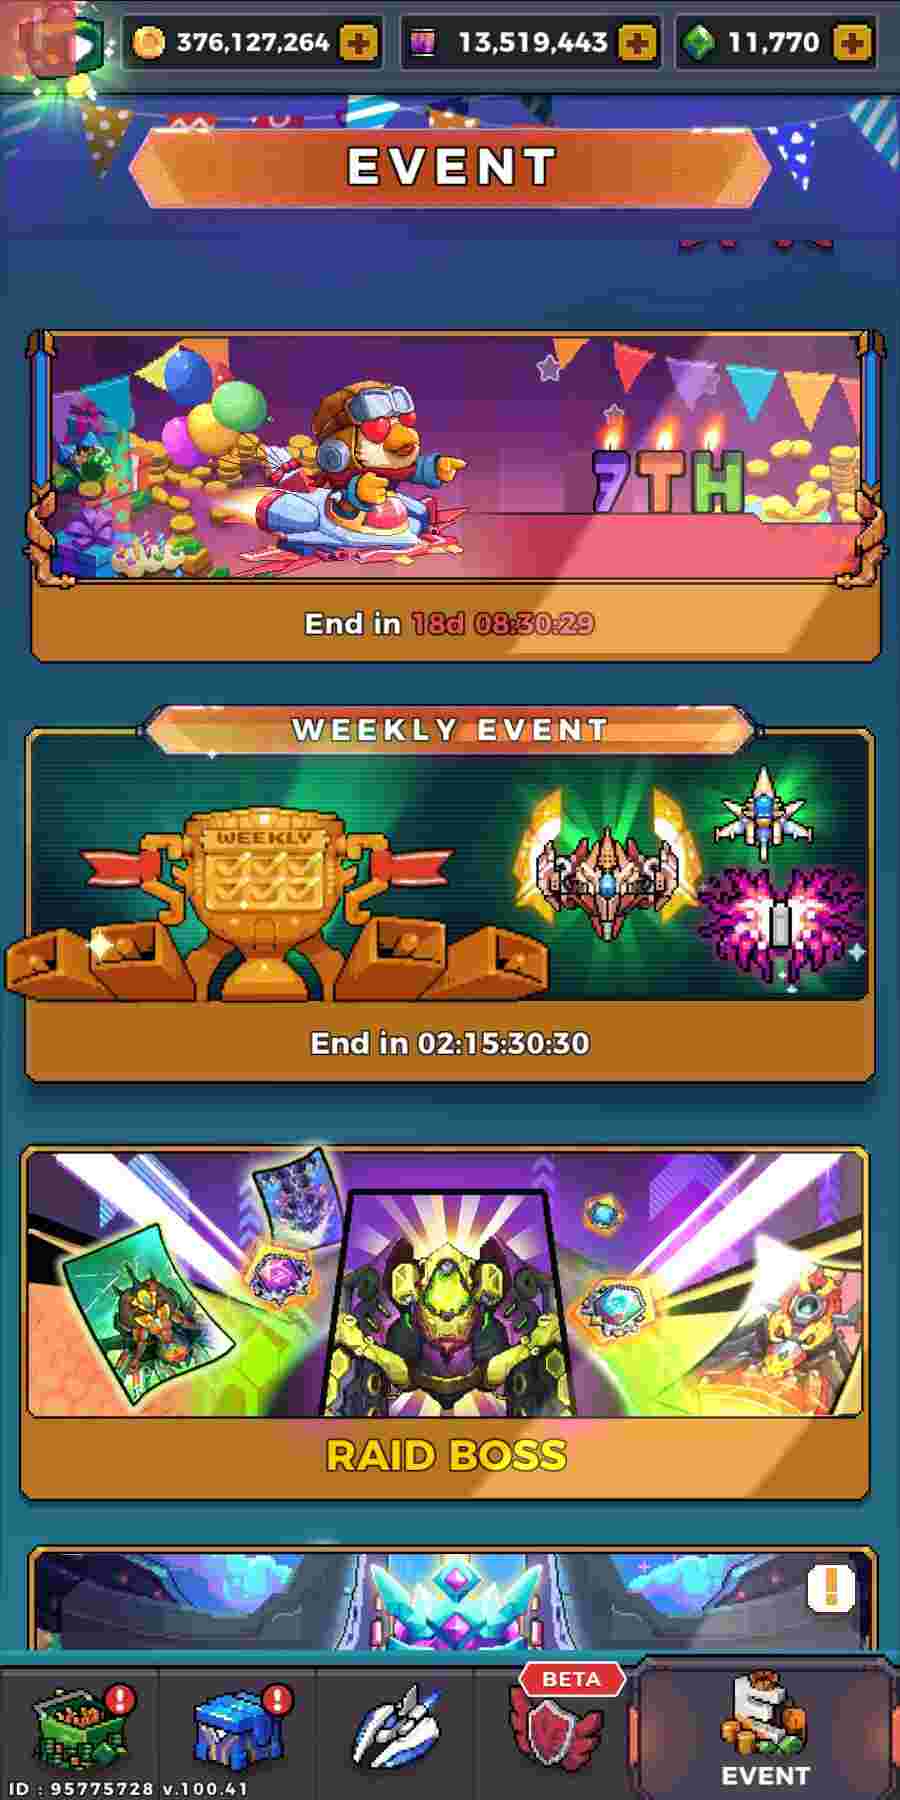 376,127,264
13,519,443
11,770
EVENT
7TH
End in 18d 08:30:29
WEEKLY EVENT
WEEKLY
End in 02:15:30:30
RAID BOSS
BETA
EVENT
ID : 95775728 v.100.41